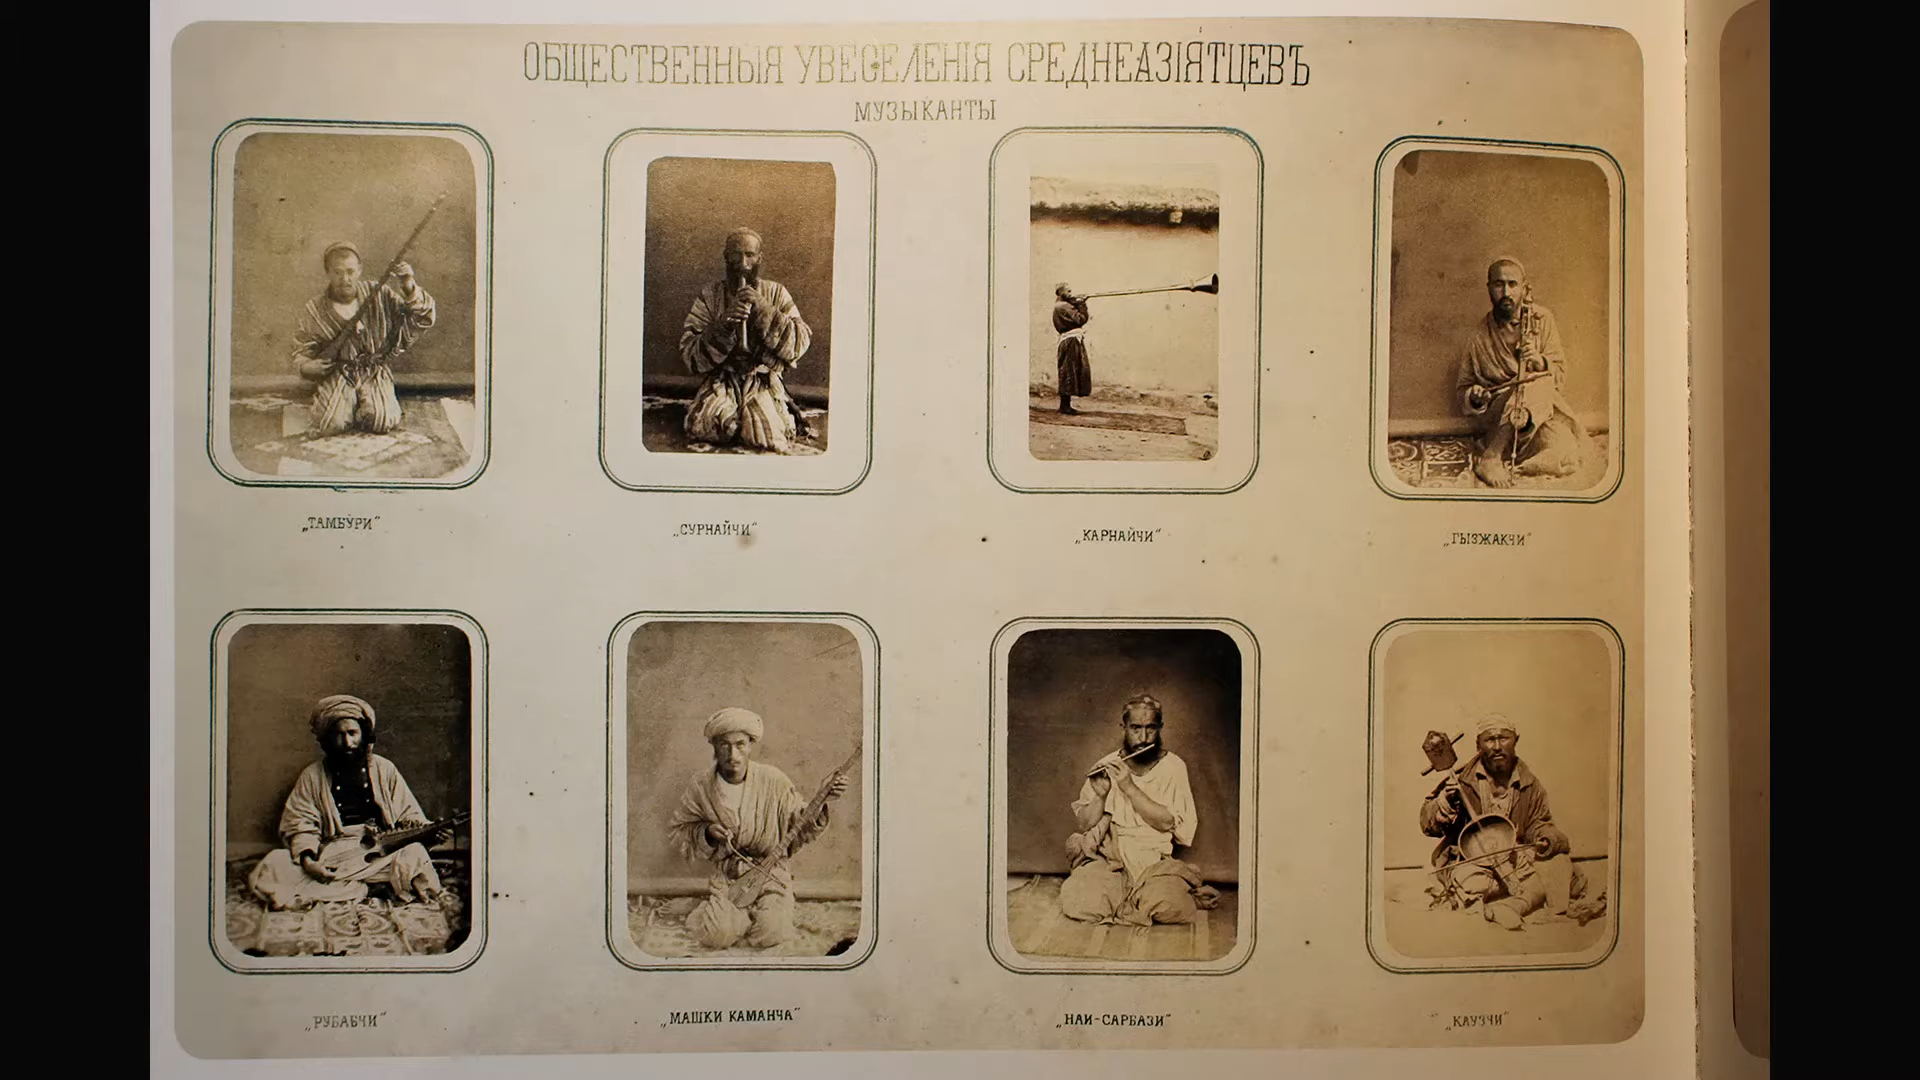 ОБЩЕСТВЕННЫЯ УВЕСЕЛЕНІЯ СРЕДНЕАЗІЯТЦЕВЪ
МУЗЫКАНТЫ
„ТАМБУРИ“
„СУРНАЙЧИ“
„КАРНАЙЧИ“
„ГЫЗЖАКЧИ“
„РУБАБЧИ“
„МАШКИ КАМАНЧА“
„НАИ-САРБАЗИ“
„КАУЗЧИ“